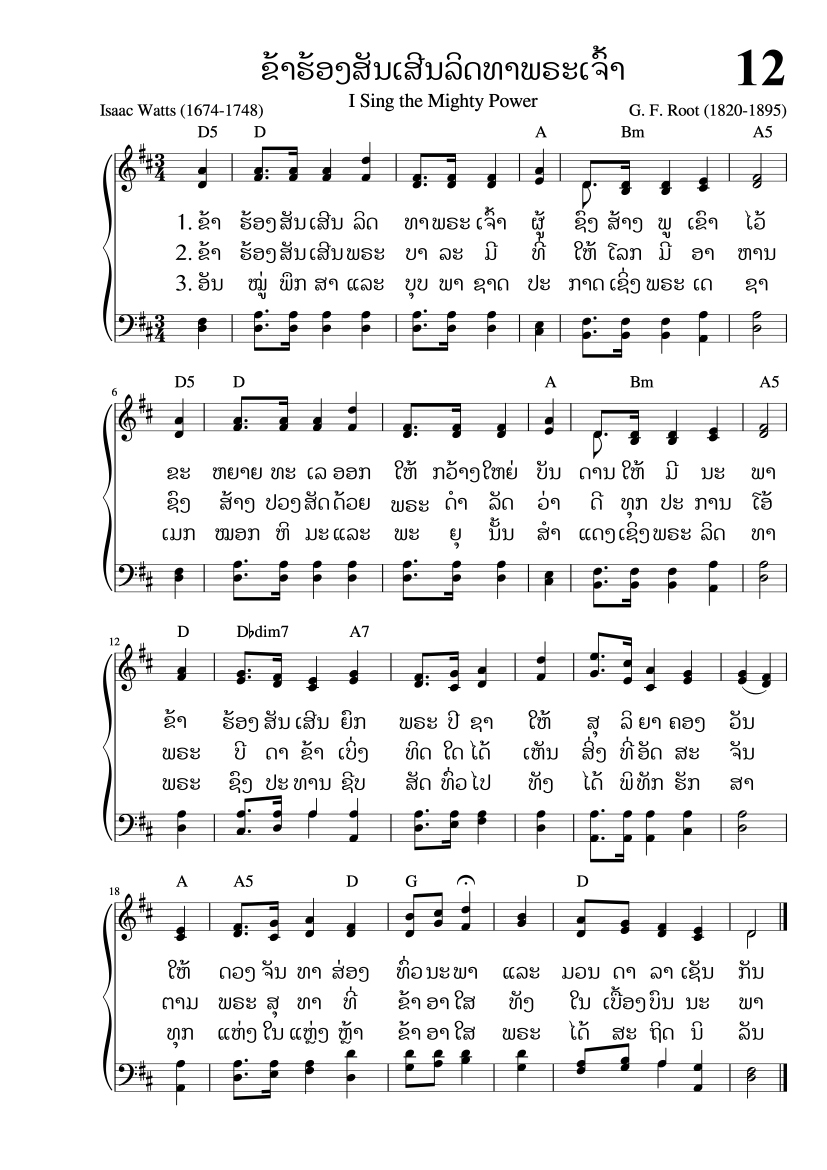 ຂ້າຮ້ອງສັນເສີນລິດທາພຣະເຈົ້າ 12
I Sing the Mighty Power
Isaac Watts (1674-1748) G. F. Root (1820-1895)
D5 D A Bm A5
3 4
1. ຂ້າ ຮ້ອງ ສັນ ເສີນ ລິດ ທາ ພຣະ ເຈົ້າ ຜູ້ ຊົງ ສ້າງ ພູ ເຂົາ ໄວ້
2. ຂ້າ ຮ້ອງ ສັນ ເສີນ ພຣະ ບາ ລະ ມີ ທີ່ ໃຫ້ ໂລກ ມີ ອາ ຫານ
3. ອັນ ໝູ່ ພຶກ ສາ ແລະ ບຸບ ພາ ຊາດ ປະ ກາດ ເຊິ່ງ ພຣະ ເດ ຊາ
3 4
6 D5 D A Bm A5
ຂະ ຫຍາຍ ທະ ເລ ອອກ ໃຫ້ ກວ້າງ ໃຫຍ່ ບັນ ດານ ໃຫ້ ມີ ນະ ພາ
ຊົງ ສ້າງ ປວງ ສັດ ດ້ວຍ ພຣະ ດຳ ລັດ ວ່າ ດີ ທຸກ ປະ ການ ໂອ້
ເມກ ໝອກ ຫິ ມະ ແລະ ພະ ຍຸ ນັ້ນ ສຳ ແດງ ເຊິ່ງ ພຣະ ລິດ ທາ
12 D D♭dim7 A7
ຂ້າ ຮ້ອງ ສັນ ເສີນ ຍົກ ພຣະ ປີ ຊາ ໃຫ້ ສຸ ລິ ຍາ ຄອງ ວັນ
ພຣະ ບີ ດາ ຂ້າ ເບິ່ງ ທິດ ໃດ ໄດ້ ເຫັນ ສິ່ງ ທີ່ ອັດ ສະ ຈັນ
ພຣະ ຊົງ ປະ ທານ ຊີບ ສັດ ທົ່ວ ໄປ ທັງ ໄດ້ ພິ ທັກ ຮັກ ສາ
18 A A5 D G D
ໃຫ້ ດວງ ຈັນ ທາ ສ່ອງ ທົ່ວ ນະ ພາ ແລະ ມວນ ດາ ລາ ເຊັນ ກັນ
ຕາມ ພຣະ ສຸ ທາ ທີ່ ຂ້າ ອາ ໃສ ທັງ ໃນ ເບື້ອງ ບົນ ນະ ພາ
ທຸກ ແຫ່ງ ໃນ ແຫຼ່ງ ຫຼ້າ ຂ້າ ອາ ໃສ ພຣະ ໄດ້ ສະ ຖິດ ນິ ລັນ